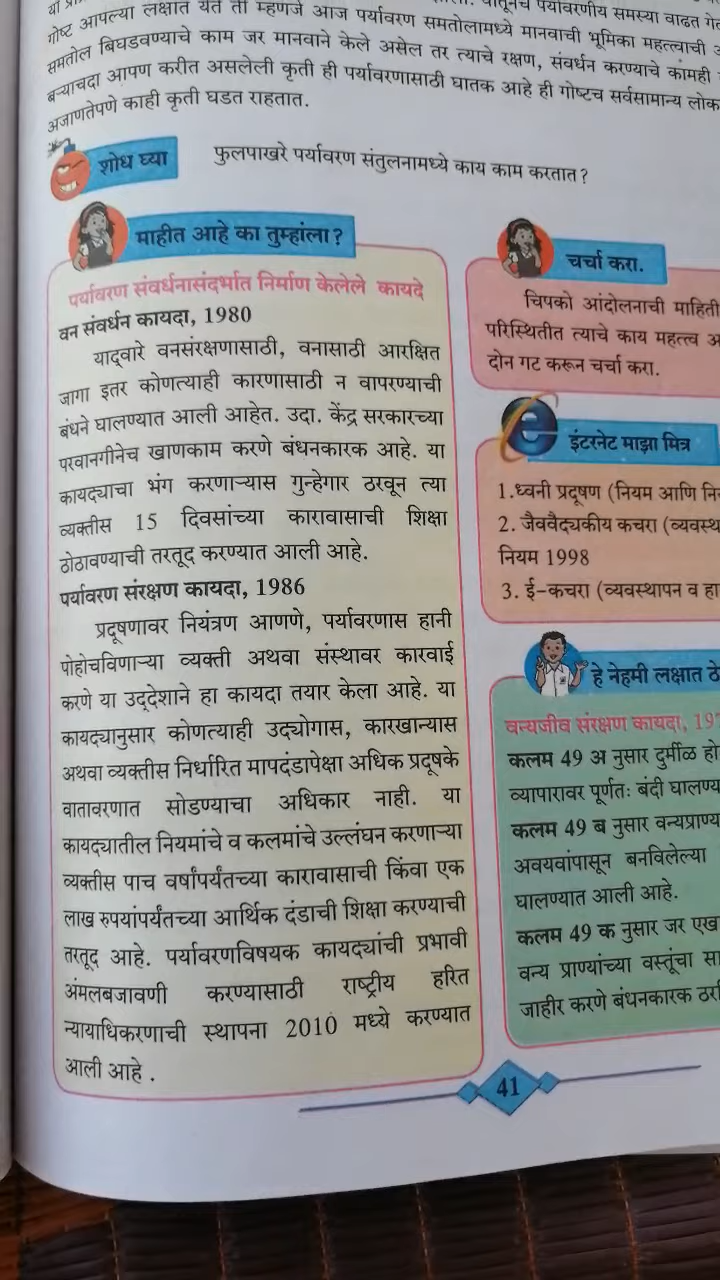 गोष्ट आपल्या लक्षात येते ती म्हणजे आज पर्यावरण समतोलामध्ये मानवाची भूमिका महत्त्वाची
समतोल बिघडवण्याचे काम जर मानवाने केले असेल तर त्याचे रक्षण, संवर्धन करण्याचे कामही
बऱ्याचदा आपण करीत असलेली कृती ही पर्यावरणासाठी घातक आहे ही गोष्टच सर्वसामान्य
अजाणतेपणे काही कृती घडत राहतात.
शोध घ्या
फुलपाखरे पर्यावरण संतुलनामध्ये काय काम करतात?
माहीत आहे का तुम्हांला?
पर्यावरण संवर्धनासंदर्भात निर्माण केलेले कायदे
वन संवर्धन कायदा, 1980
याद्वारे वनसंरक्षणासाठी, वनासाठी आरक्षित
जागा इतर कोणत्याही कारणासाठी न वापरण्याची
बंधने घालण्यात आली आहेत. उदा. केंद्र सरकारच्या
परवानगीनेच खाणकाम करणे बंधनकारक आहे. या
कायद्याचा भंग करणाऱ्यास गुन्हेगार ठरवून त्या
व्यक्तीस 15 दिवसांच्या कारावासाची शिक्षा
ठोठावण्याची तरतूद करण्यात आली आहे.
पर्यावरण संरक्षण कायदा, 1986
प्रदूषणावर नियंत्रण आणणे, पर्यावरणास हानी
पोहोचविणाऱ्या व्यक्ती अथवा संस्थावर कारवाई
करणे या उद्देशाने हा कायदा तयार केला आहे. या
कायद्यानुसार कोणत्याही उद्योगास, कारखान्यास
अथवा व्यक्तीस निर्धारित मापदंडापेक्षा अधिक प्रदूषके
वातावरणात सोडण्याचा अधिकार नाही. या
कायद्यातील नियमांचे व कलमांचे उल्लंघन करणाऱ्या
व्यक्तीस पाच वर्षांपर्यंतच्या कारावासाची किंवा एक
लाख रुपयांपर्यंतच्या आर्थिक दंडाची शिक्षा करण्याची
तरतूद आहे. पर्यावरणविषयक कायद्यांची प्रभावी
अंमलबजावणी करण्यासाठी राष्ट्रीय हरित
न्यायाधिकरणाची स्थापना 2010 मध्ये करण्यात
आली आहे .
चर्चा करा.
चिपको आंदोलनाची माहिती
परिस्थितीत त्याचे काय महत्त्व
दोन गट करून चर्चा करा.
इंटरनेट माझा मित्र
1.ध्वनी प्रदूषण (नियम आणि
2. जैववैद्यकीय कचरा
नियम 1998
3. ई-कचरा (व्यवस्थापन व
हे नेहमी लक्षात
वन्यजीव संरक्षण कायदा,
कलम 49 अ नुसार दुर्मीळ
व्यापारावर पूर्णतः बंदी
कलम 49 ब नुसार
अवयवांपासून बनविलेल्या
घालण्यात आली आहे.
कलम 49 क नुसार जर
वन्य प्राण्यांच्या वस्तूंचा
जाहीर करणे बंधनकारक
41